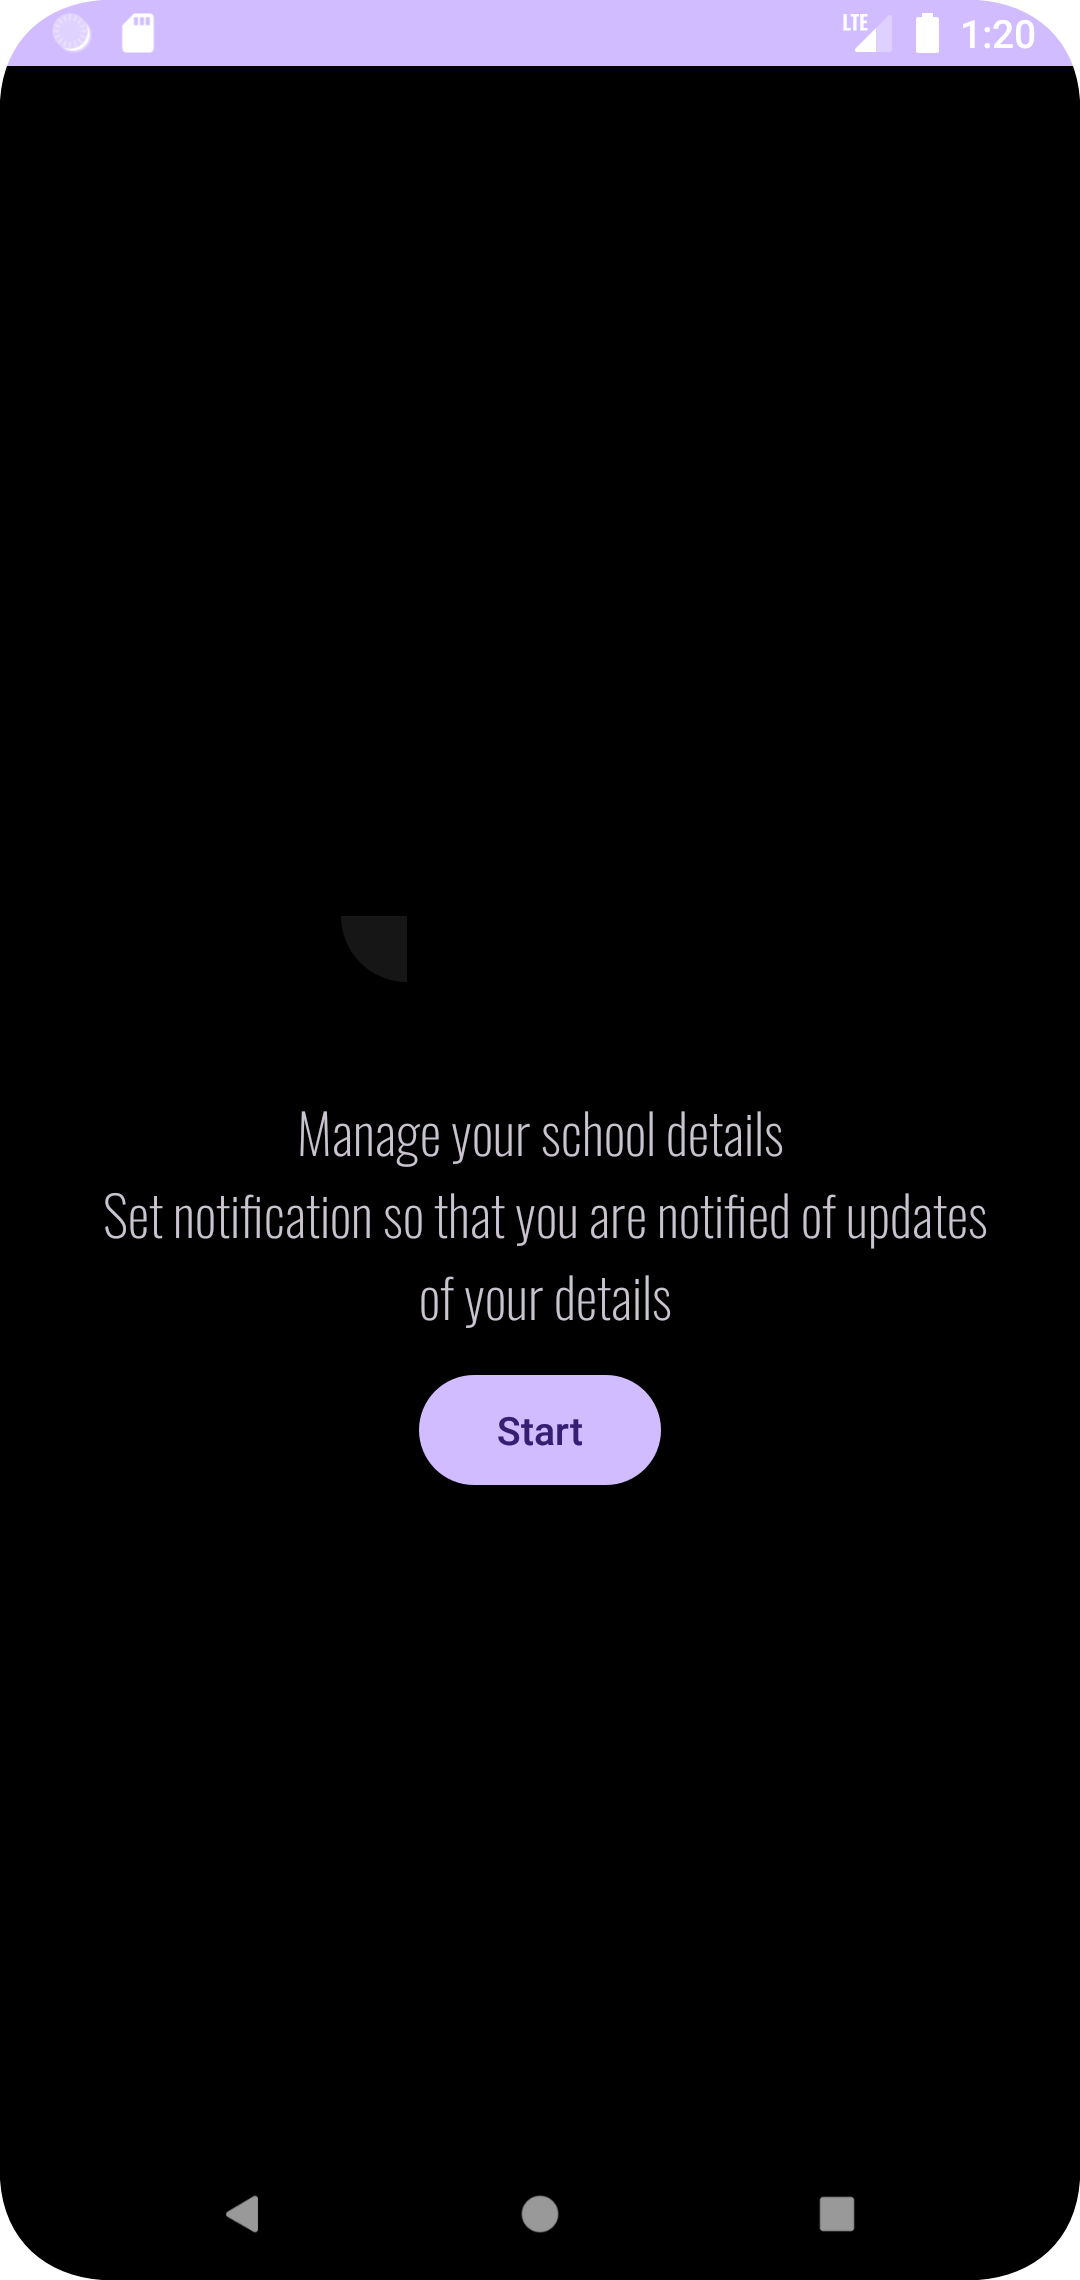 LTE 1:20
Manage your school details
Set notification so that you are notified of updates
of your details
Start